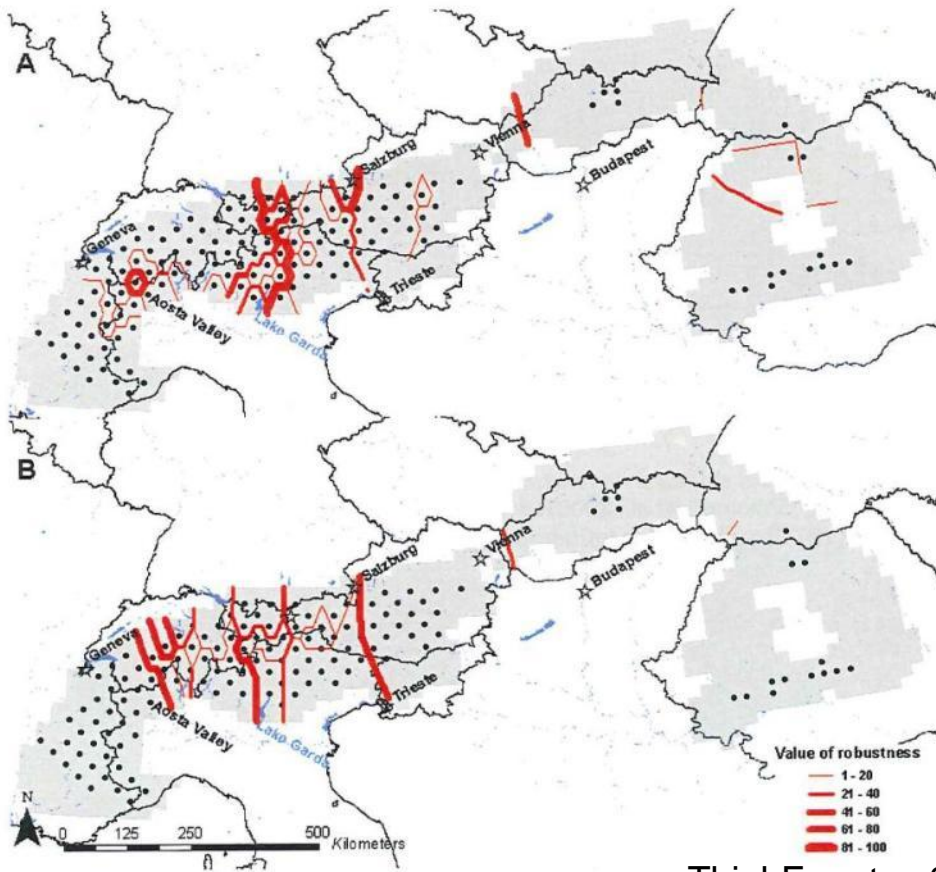 A
Salzburg
Vienna
Budapest
Geneva
Trieste
Aosta Valley
Lake Garda
B
Salzburg
Vienna
Budapest
Geneva
Trieste
Aosta Valley
Lake Garda
Value of robustness
1 - 20
21 - 40
41 - 60
61 - 80
81 - 100
N
0 125 250 500
Kilometers